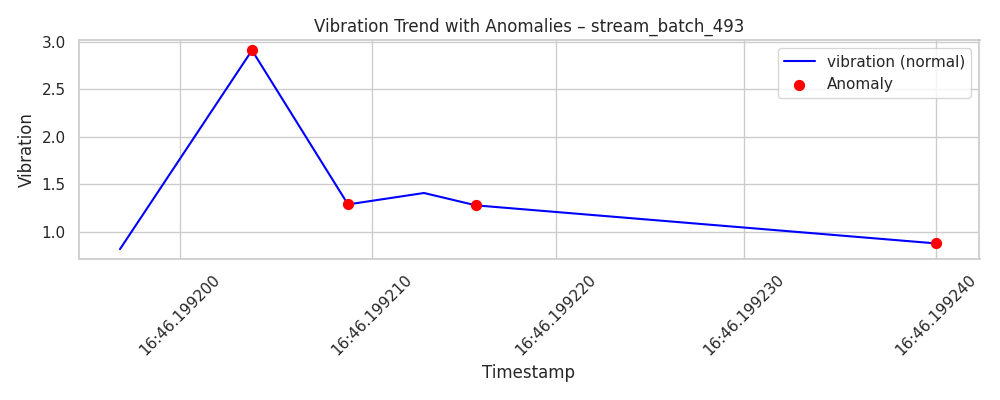 Vibration Trend with Anomalies – stream_batch_493
vibration (normal)
Anomaly
Vibration
3.0
2.5
2.0
1.5
1.0
16:46.199200
16:46.199210
16:46.199220
16:46.199230
16:46.199240
Timestamp